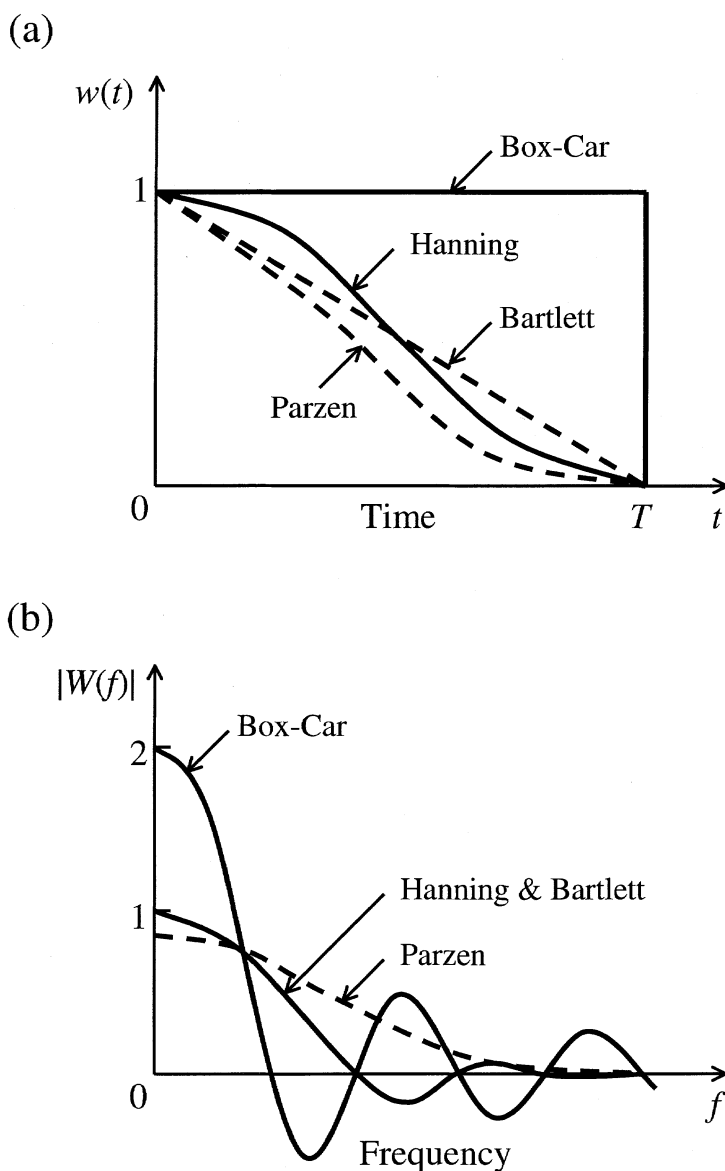 (a)
w(t)
Box-Car
1
Hanning
Bartlett
Parzen
0
Time
T
t
(b)
|W(f)|
Box-Car
2
Hanning & Bartlett
1
Parzen
0
f
Frequency